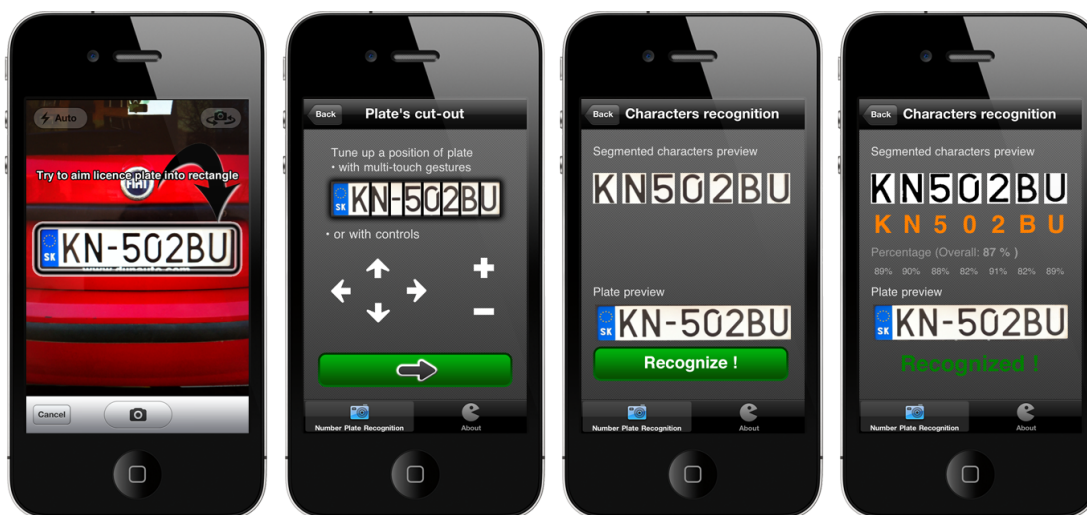 Auto
Try to aim licence plate into rectangle
FIAT
SK KN-502BU
www.dupauto.com
Cancel
Back Plate's cut-out
Tune up a position of plate
• with multi-touch gestures
SK KN-502BU
• or with controls
Number Plate Recognition About
Back Characters recognition
Segmented characters preview
KN502BU
Plate preview
SK KN-502BU
Recognize !
Number Plate Recognition About
Back Characters recognition
Segmented characters preview
KN502BU
K N 5 0 2 B U
Percentage (Overall: 87 % )
89% 90% 88% 82% 91% 82% 89%
Plate preview
SK KN-502BU
Recognized !
Number Plate Recognition About